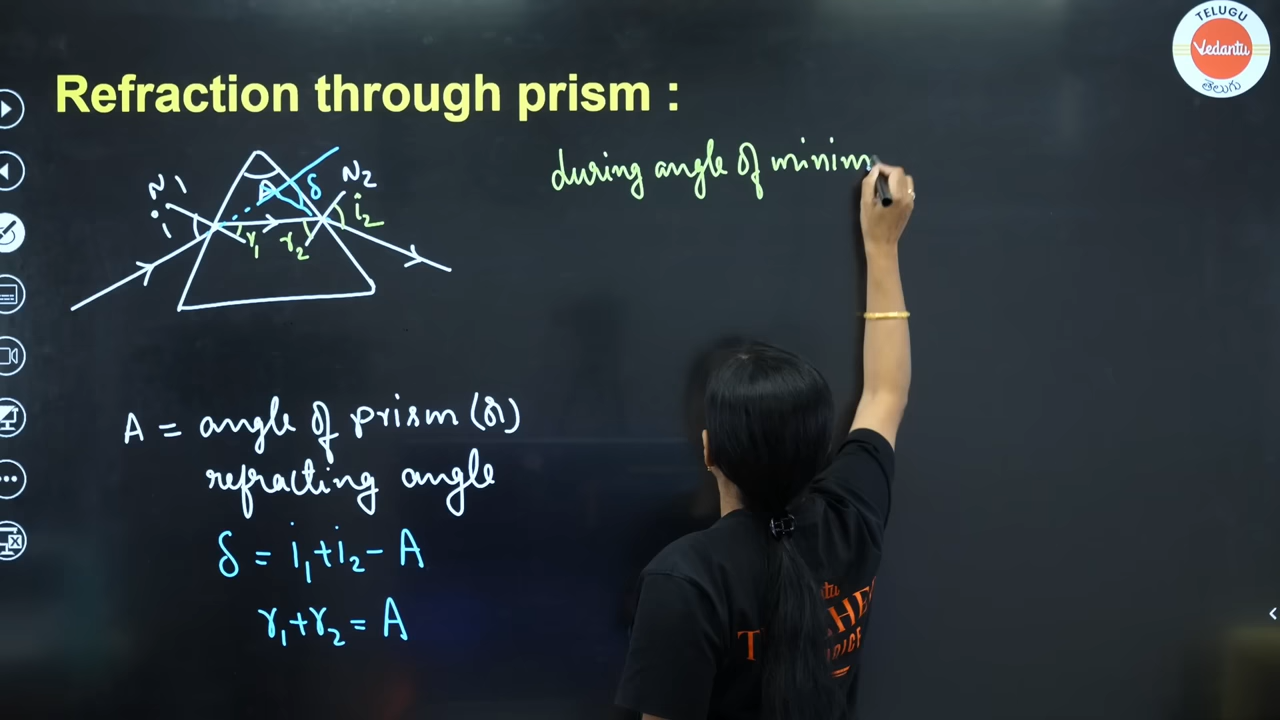 TELUGU
Vedantu
తెలుగు
Refraction through prism :
during angle of minim
N1
N2
A
δ
i
i2
r1
r2
A = angle of prism (or)
refracting angle
δ = i1+i2 - A
r1+r2 = A